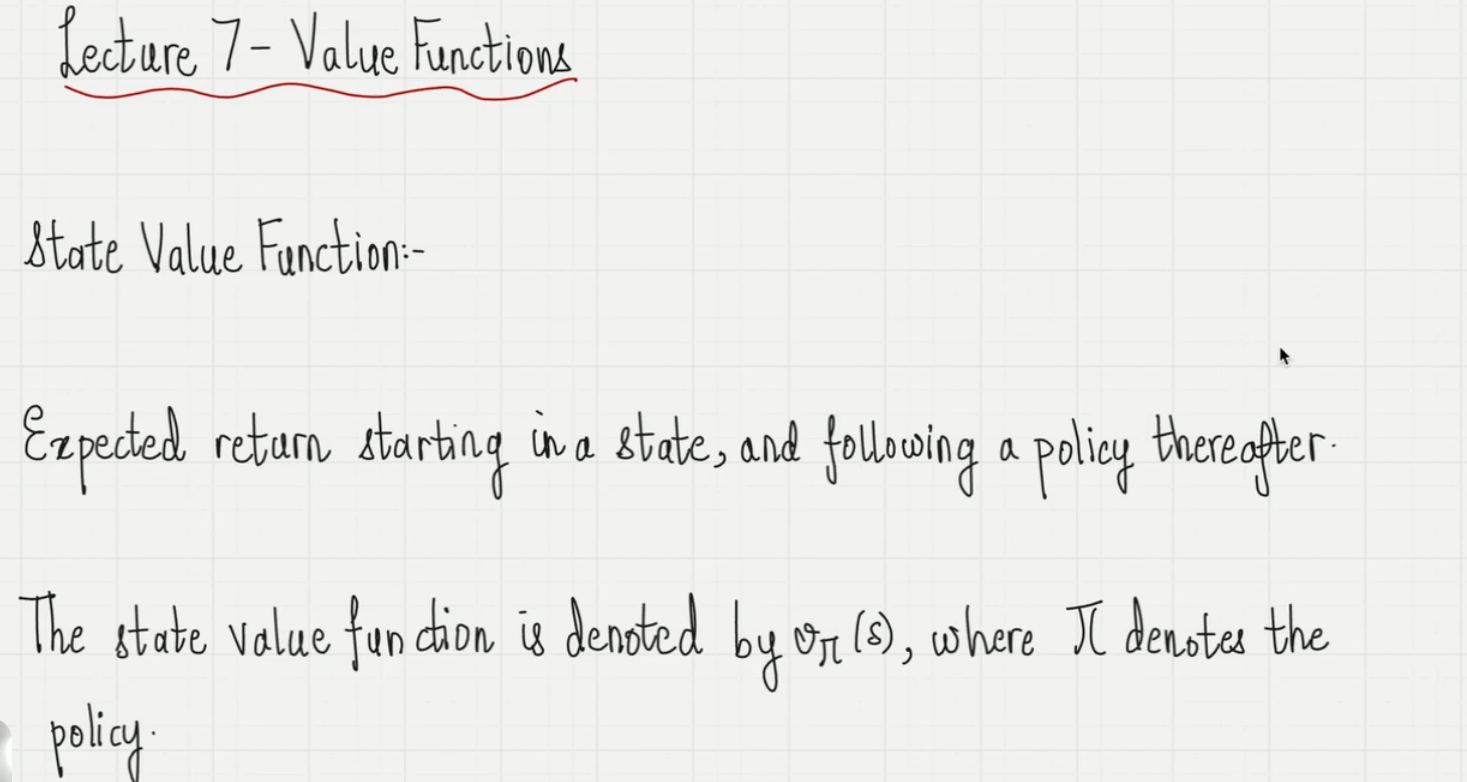 Lecture 7- Value Functions
State Value Function:-
Expected return starting in a state, and following a policy thereafter.
The state value function is denoted by vπ(s), where π denotes the
policy.